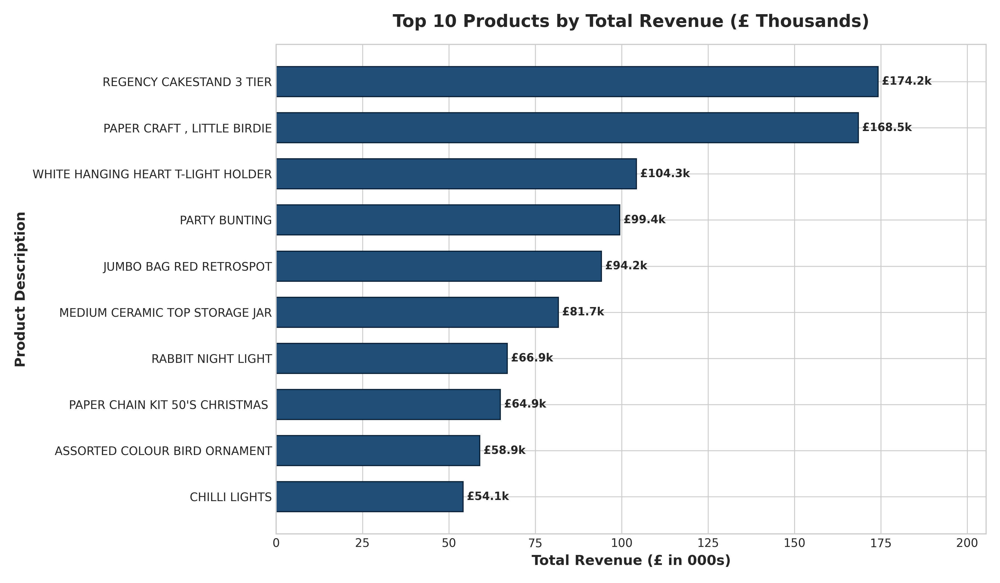 Top 10 Products by Total Revenue (£ Thousands)
REGENCY CAKESTAND 3 TIER £174.2k
PAPER CRAFT , LITTLE BIRDIE £168.5k
WHITE HANGING HEART T-LIGHT HOLDER £104.3k
PARTY BUNTING £99.4k
JUMBO BAG RED RETROSPOT £94.2k
MEDIUM CERAMIC TOP STORAGE JAR £81.7k
RABBIT NIGHT LIGHT £66.9k
PAPER CHAIN KIT 50'S CHRISTMAS £64.9k
ASSORTED COLOUR BIRD ORNAMENT £58.9k
CHILLI LIGHTS £54.1k
Product Description
0 25 50 75 100 125 150 175 200
Total Revenue (£ in 000s)